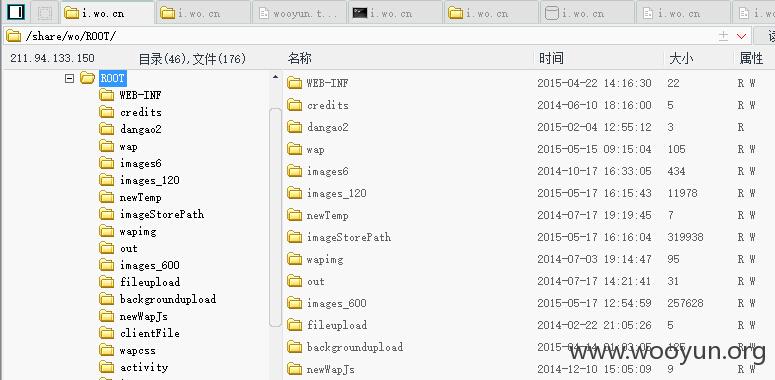 i.wo.cn i.wo.cn wooyun.t... i.wo.cn i.wo.cn i.wo.cn i.wo.cn i.wo
/share/wo/ROOT/
211.94.133.150 目录(46),文件(176) 名称 时间 大小 属性
ROOT
WEB-INF
credits
dangao2
wap
images6
images_120
newTemp
imageStorePath
wapimg
out
images_600
fileupload
backgroundupload
newWapJs
clientFile
wapcss
activity
WEB-INF 2015-04-22 14:16:30 22 R W
credits 2014-06-10 18:16:00 5 R W
dangao2 2015-02-04 12:55:12 3 R
wap 2015-05-15 09:15:04 105 R W
images6 2014-10-17 16:33:05 434 R W
images_120 2015-05-17 16:15:43 11978 R W
newTemp 2014-07-17 19:19:45 7 R W
imageStorePath 2015-05-17 16:16:04 319938 R W
wapimg 2014-07-03 19:14:47 95 R W
out 2014-07-17 14:21:41 31 R W
images_600 2015-05-17 12:54:59 257628 R W
fileupload 2014-02-22 21:05:26 5 R W
backgroundupload R W
newWapJs 2014-12-10 15:05:09 9 R W
www.wooyun.org